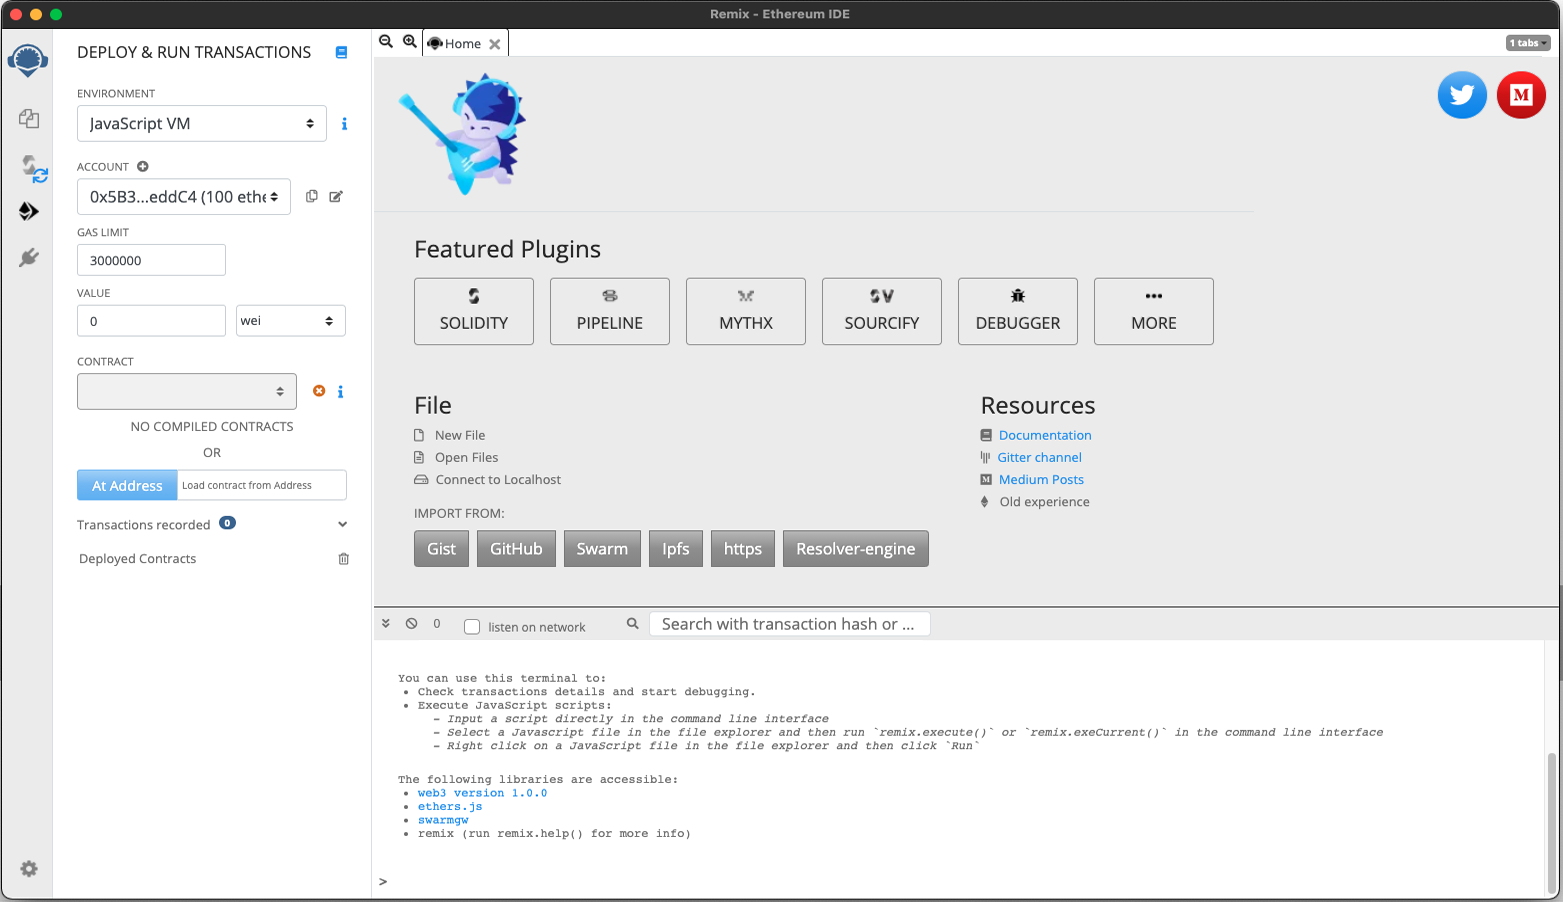 Remix - Ethereum IDE
DEPLOY & RUN TRANSACTIONS
ENVIRONMENT
JavaScript VM
ACCOUNT
0x5B3...eddC4 (100 ethe
GAS LIMIT
3000000
VALUE
0
wei
CONTRACT
NO COMPILED CONTRACTS
OR
At Address
Load contract from Address
Transactions recorded 0
Deployed Contracts
Home
1 tabs
Featured Plugins
SOLIDITY
PIPELINE
MYTHX
SOURCIFY
DEBUGGER
MORE
File
New File
Open Files
Connect to Localhost
IMPORT FROM:
Gist
GitHub
Swarm
Ipfs
https
Resolver-engine
Resources
Documentation
Gitter channel
Medium Posts
Old experience
0
listen on network
Search with transaction hash or ...
You can use this terminal to:
• Check transactions details and start debugging.
• Execute JavaScript scripts:
- Input a script directly in the command line interface
- Select a Javascript file in the file explorer and then run `remix.execute()` or `remix.exeCurrent()` in the command line interface
- Right click on a JavaScript file in the file explorer and then click `Run`
The following libraries are accessible:
• web3 version 1.0.0
• ethers.js
• swarmgw
• remix (run remix.help() for more info)
>